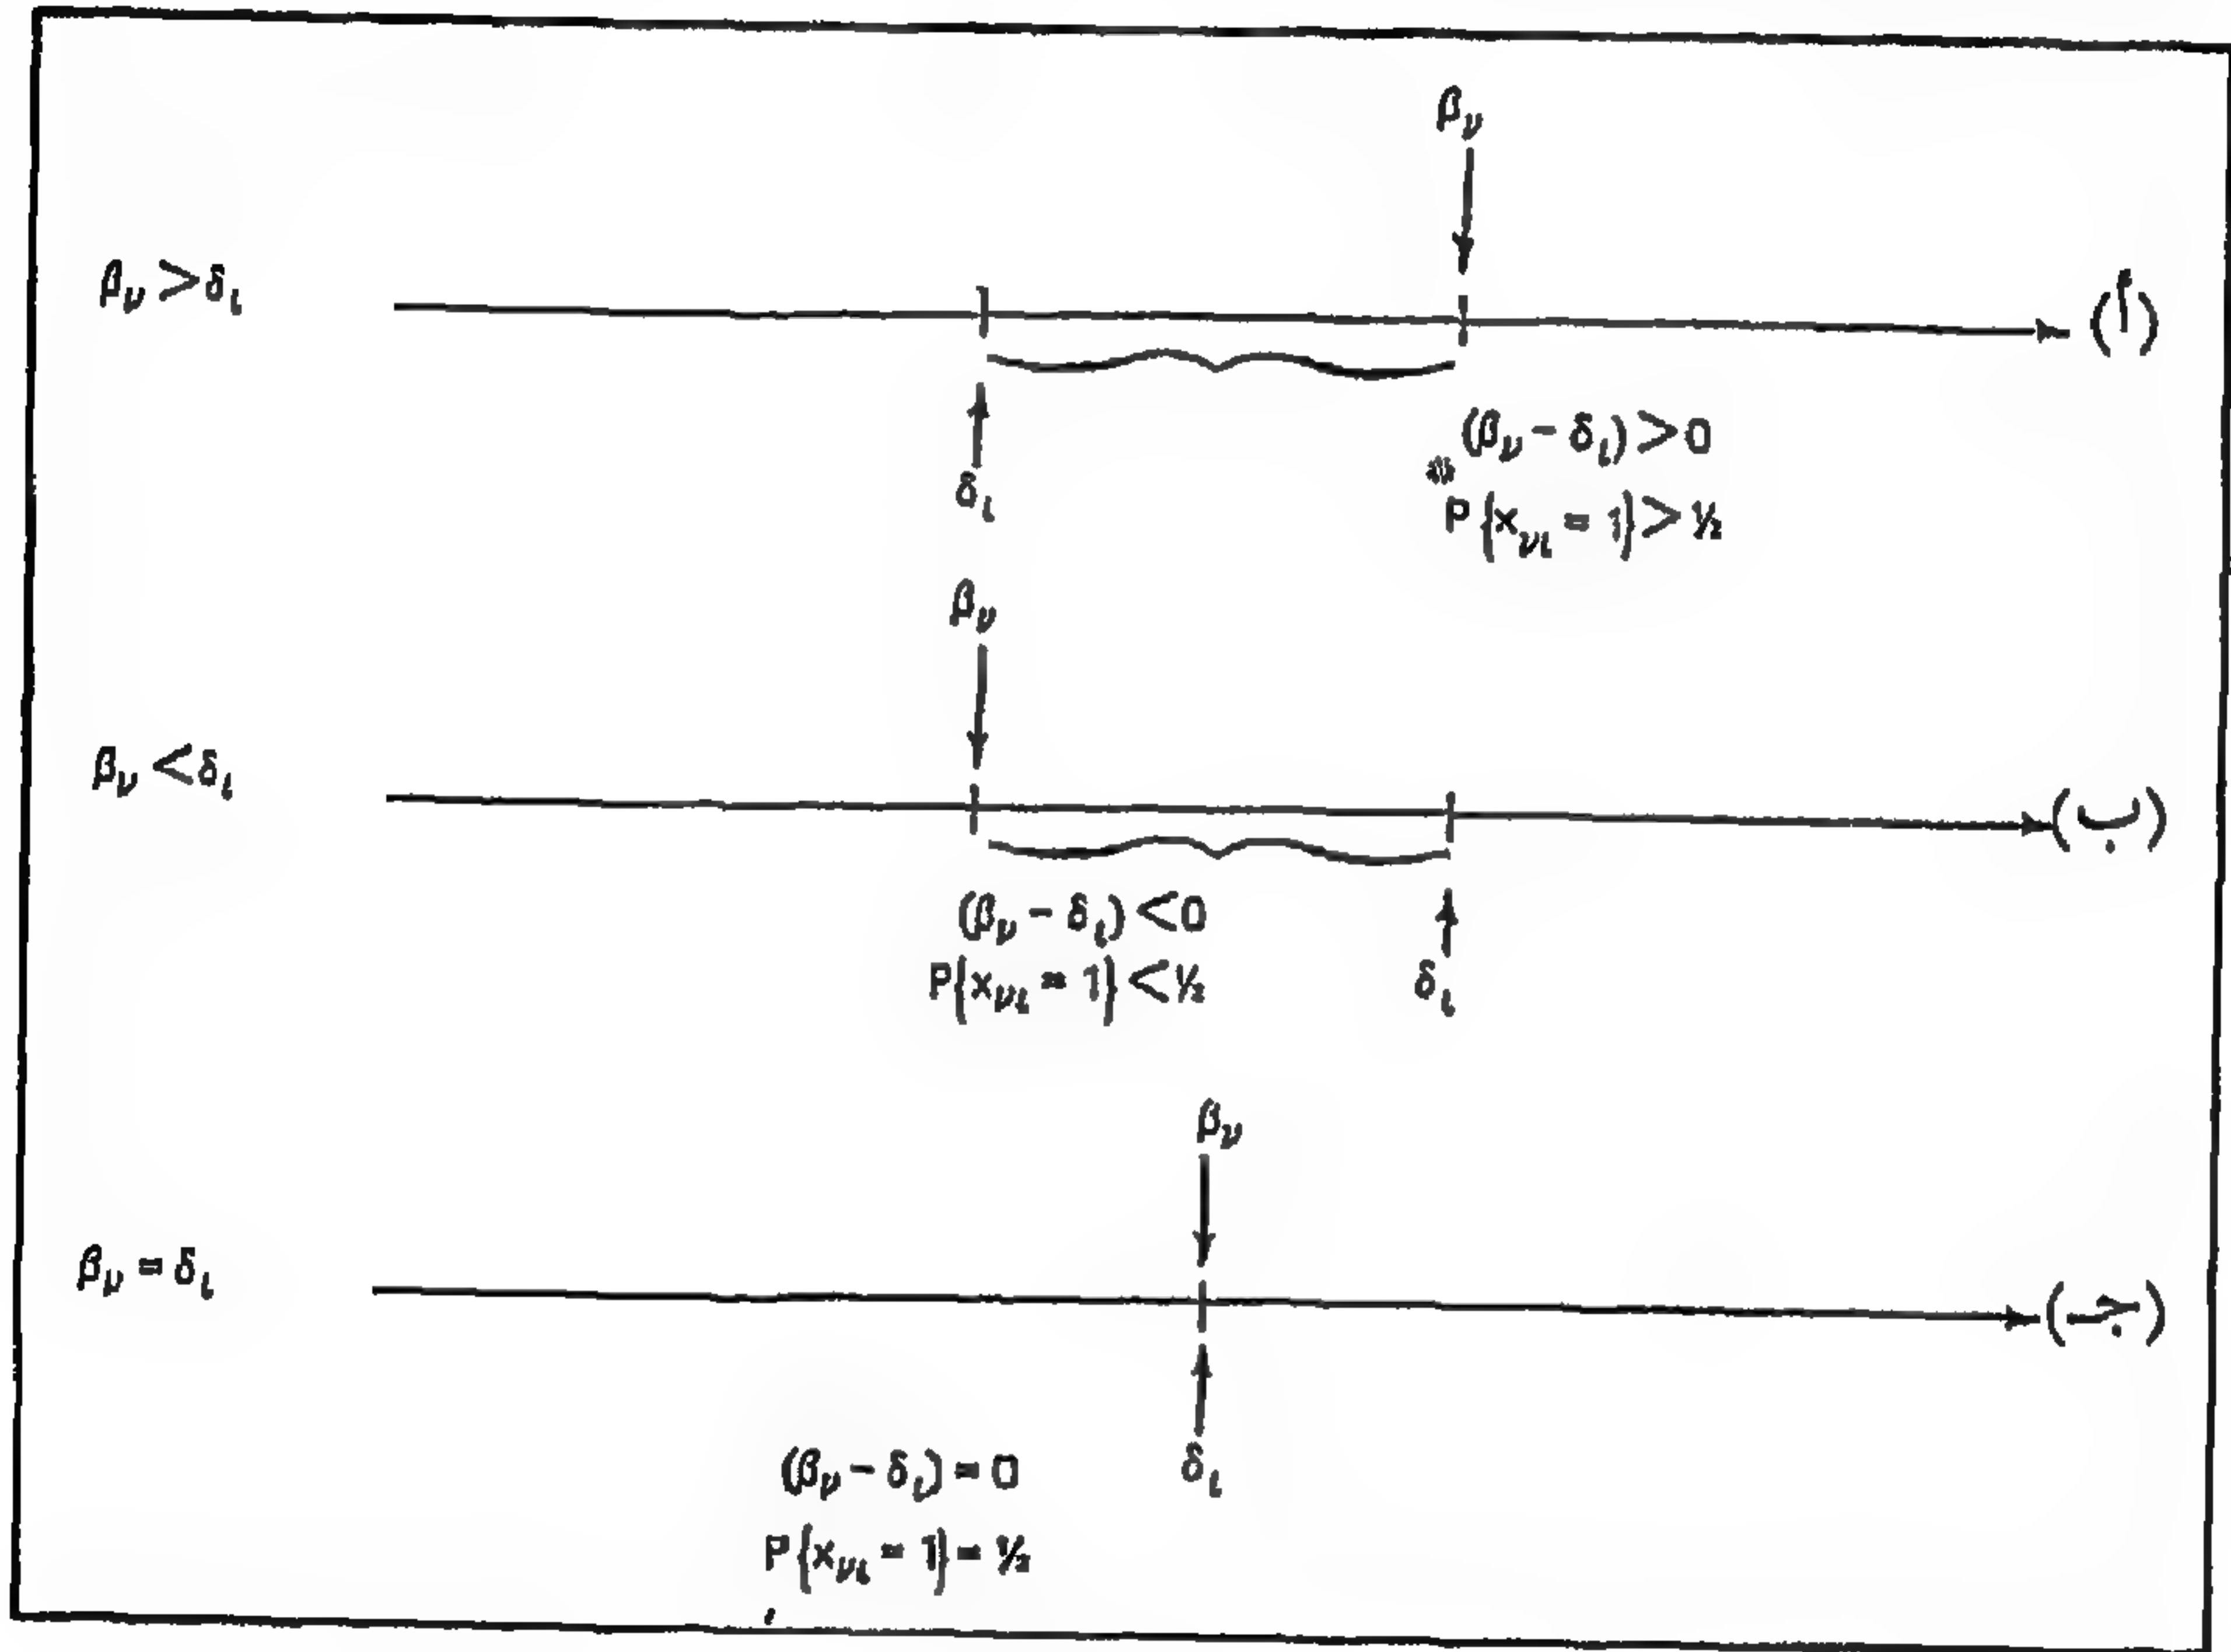 β_ν
β_ν > δ_ι
(أ)
δ_ι
(β_ν − δ_ι) > 0
P{x_νι = 1} > ½
β_ν
β_ν < δ_ι
(ب)
(β_ν − δ_ι) < 0
P{x_νι = 1} < ½
δ_ι
β_ν
β_ν = δ_ι
(جـ)
δ_ι
(β_ν − δ_ι) = 0
P{x_νι = 1} = ½